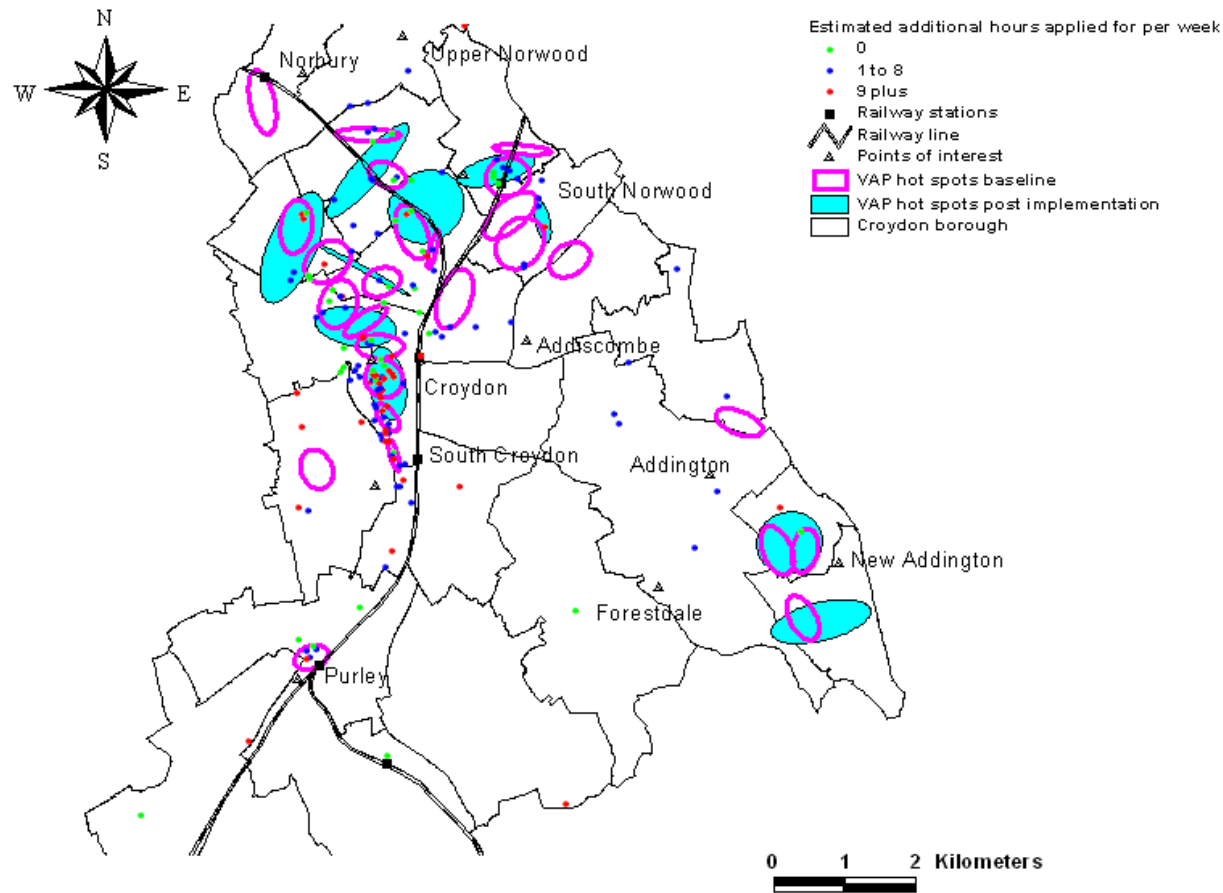 N
W E
S
Estimated additional hours applied for per week
0
1 to 8
9 plus
Railway stations
Railway line
Points of interest
VAP hot spots baseline
VAP hot spots post implementation
Croydon borough
Norbury
Upper Norwood
South Norwood
Addiscombe
Croydon
South Croydon
Addington
New Addington
Forestdale
Purley
0 1 2 Kilometers